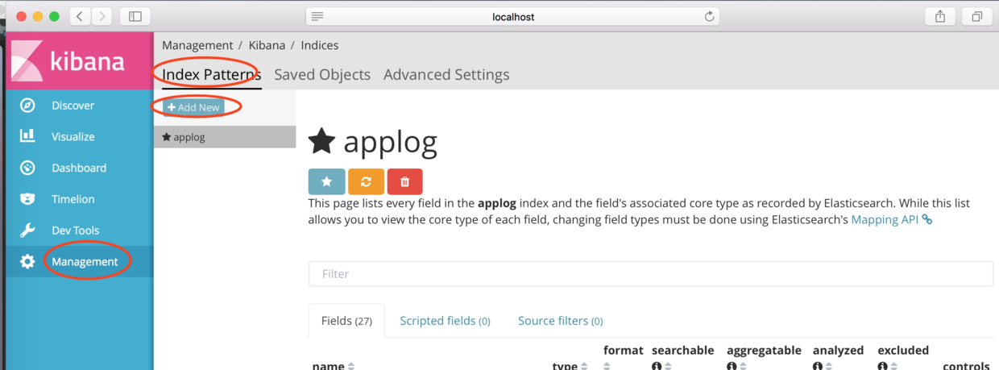 localhost
kibana
Management / Kibana / Indices
Index Patterns Saved Objects Advanced Settings
+ Add New
applog
Discover
Visualize
Dashboard
Timelion
Dev Tools
Management
applog
This page lists every field in the applog index and the field's associated core type as recorded by Elasticsearch. While this list
allows you to view the core type of each field, changing field types must be done using Elasticsearch's Mapping API
Filter
Fields (27) Scripted fields (0) Source filters (0)
name type format searchable aggregatable analyzed excluded controls